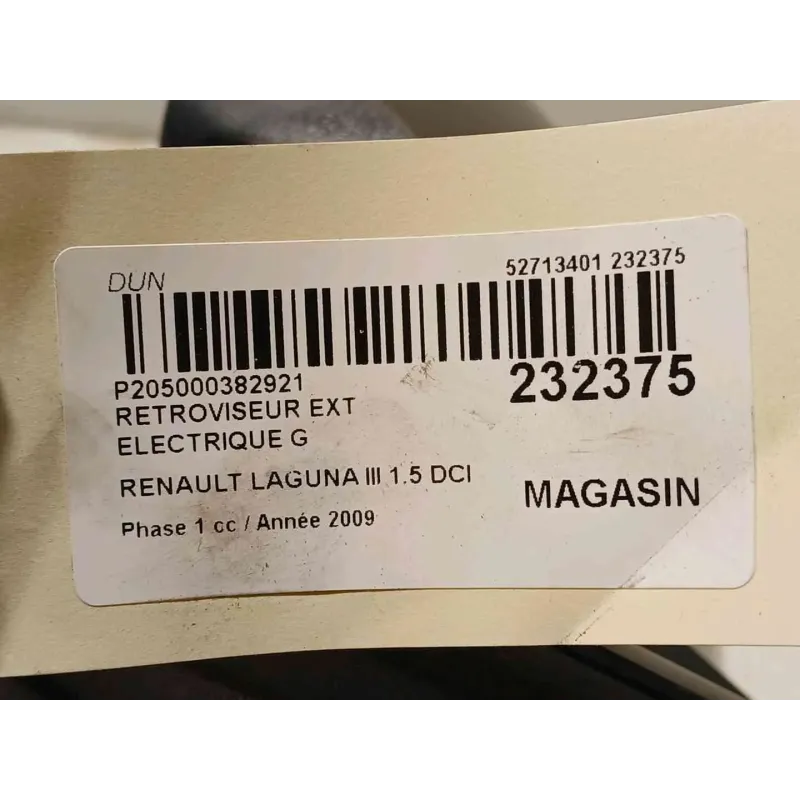 DUN
52713401 232375
P205000382921
232375
RETROVISEUR EXT
ELECTRIQUE G
RENAULT LAGUNA III 1.5 DCI
MAGASIN
Phase 1 cc / Année 2009